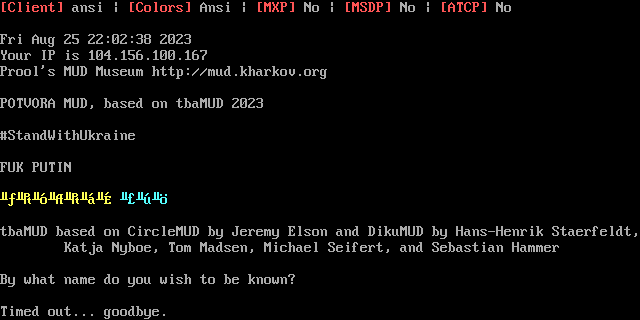 [Client] ansi | [Colors] Ansi | [MXP] No | [MSDP] No | [ATCP] No
Fri Aug 25 22:02:38 2023
Your IP is 104.156.100.167
Prool's MUD Museum http://mud.kharkov.org
POTVORA MUD, based on tbaMUD 2023
#StandWithUkraine
FUK PUTIN
tbaMUD based on CircleMUD by Jeremy Elson and DikuMUD by Hans-Henrik Staerfeldt,
Katja Nyboe, Tom Madsen, Michael Seifert, and Sebastian Hammer
By what name do you wish to be known?
Timed out... goodbye.